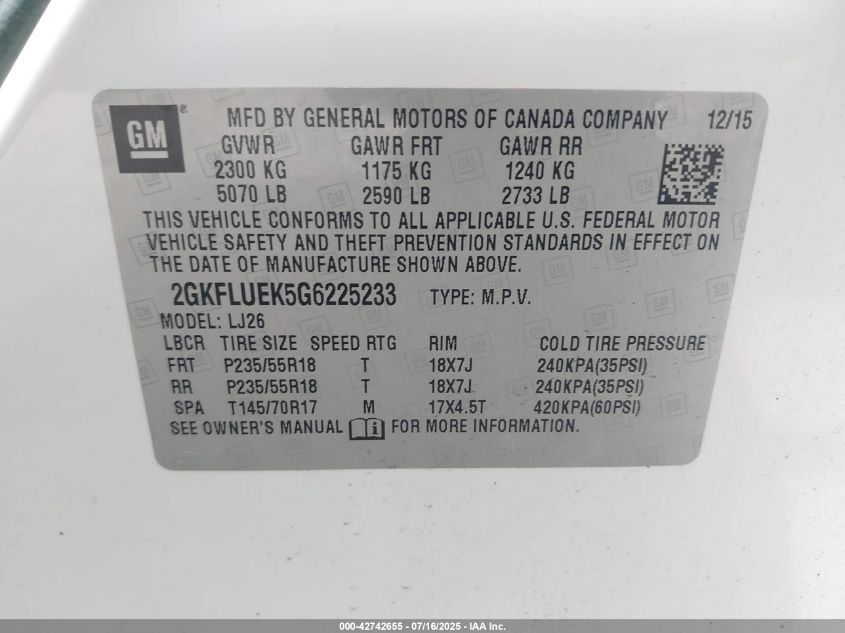 GM ® MFD BY GENERAL MOTORS OF CANADA COMPANY 12/15
GVWR GAWR FRT GAWR RR
2300 KG 1175 KG 1240 KG
5070 LB 2590 LB 2733 LB
THIS VEHICLE CONFORMS TO ALL APPLICABLE U.S. FEDERAL MOTOR
VEHICLE SAFETY AND THEFT PREVENTION STANDARDS IN EFFECT ON
THE DATE OF MANUFACTURE SHOWN ABOVE.
2GKFLUEK5G6225233 TYPE: M.P.V.
MODEL: LJ26
LBCR TIRE SIZE SPEED RTG RIM COLD TIRE PRESSURE
FRT P235/55R18 T 18X7J 240KPA(35PSI)
RR P235/55R18 T 18X7J 240KPA(35PSI)
SPA T145/70R17 M 17X4.5T 420KPA(60PSI)
SEE OWNER'S MANUAL i FOR MORE INFORMATION.
000-42742655 - 07/16/2025 - IAA Inc.